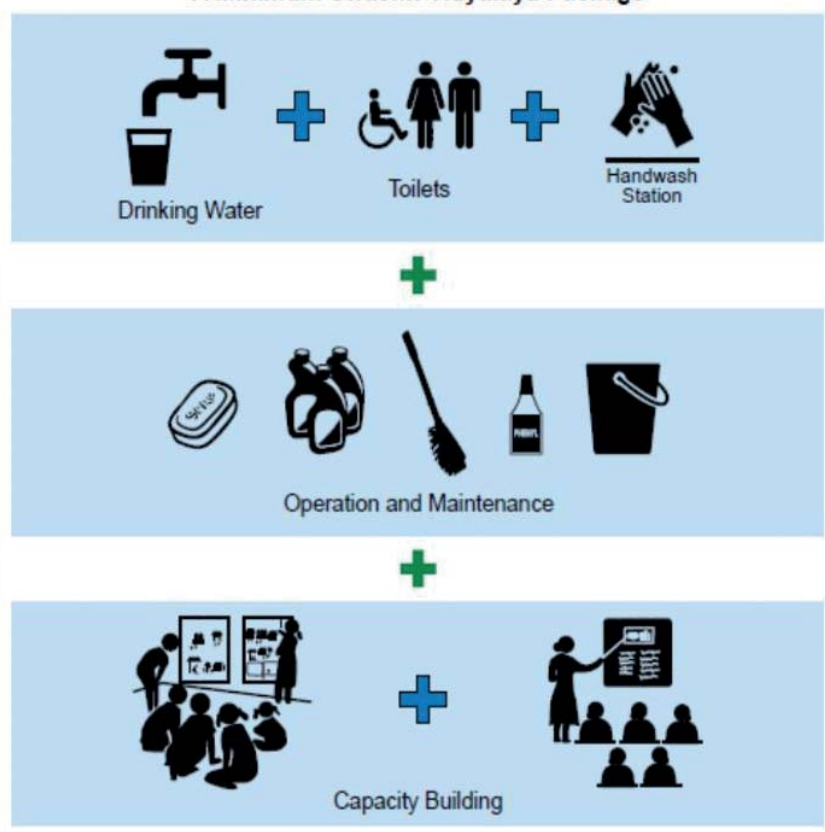 Drinking Water
Toilets
Handwash
Station
Operation and Maintenance
Capacity Building